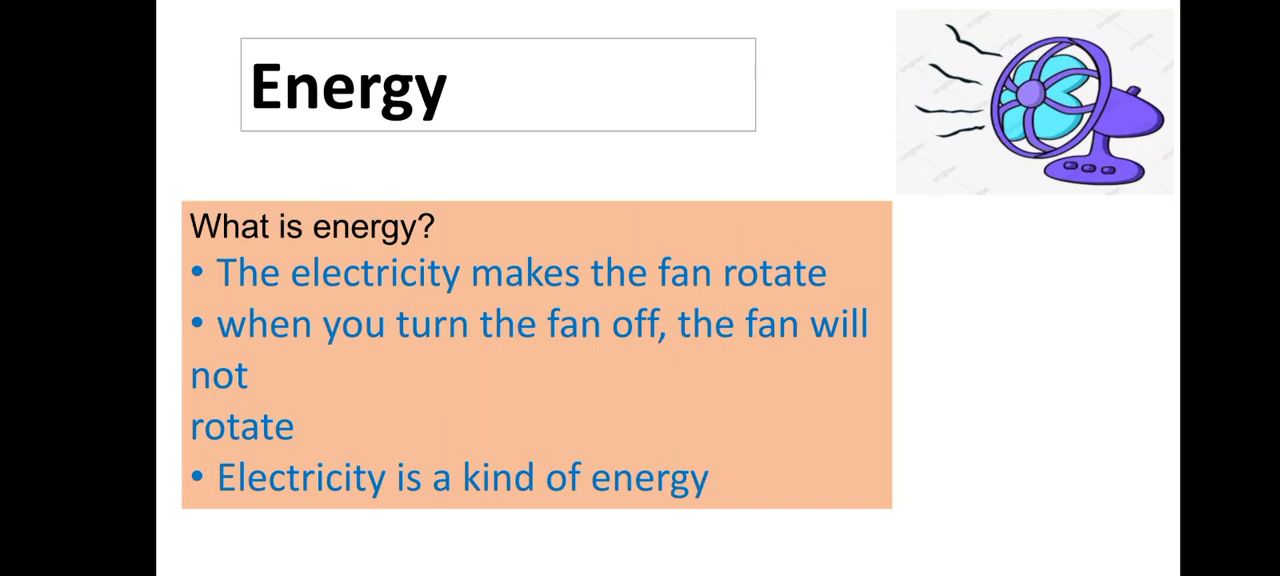 Energy
What is energy?
• The electricity makes the fan rotate
• when you turn the fan off, the fan will
not
rotate
• Electricity is a kind of energy